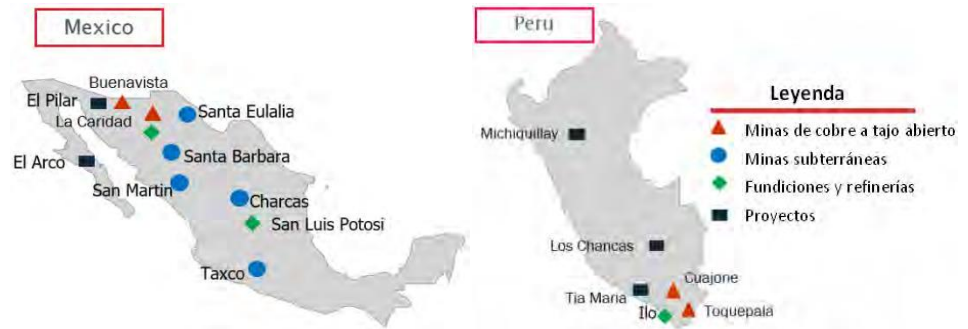 Mexico
Buenavista
El Pilar
La Caridad
Santa Eulalia
El Arco
Santa Barbara
San Martin
Charcas
San Luis Potosi
Taxco
Peru
Michiquillay
Los Chancas
Cuajone
Tia Maria
Ilo
Toquepala
Leyenda
Minas de cobre a tajo abierto
Minas subterráneas
Fundiciones y refinerías
Proyectos